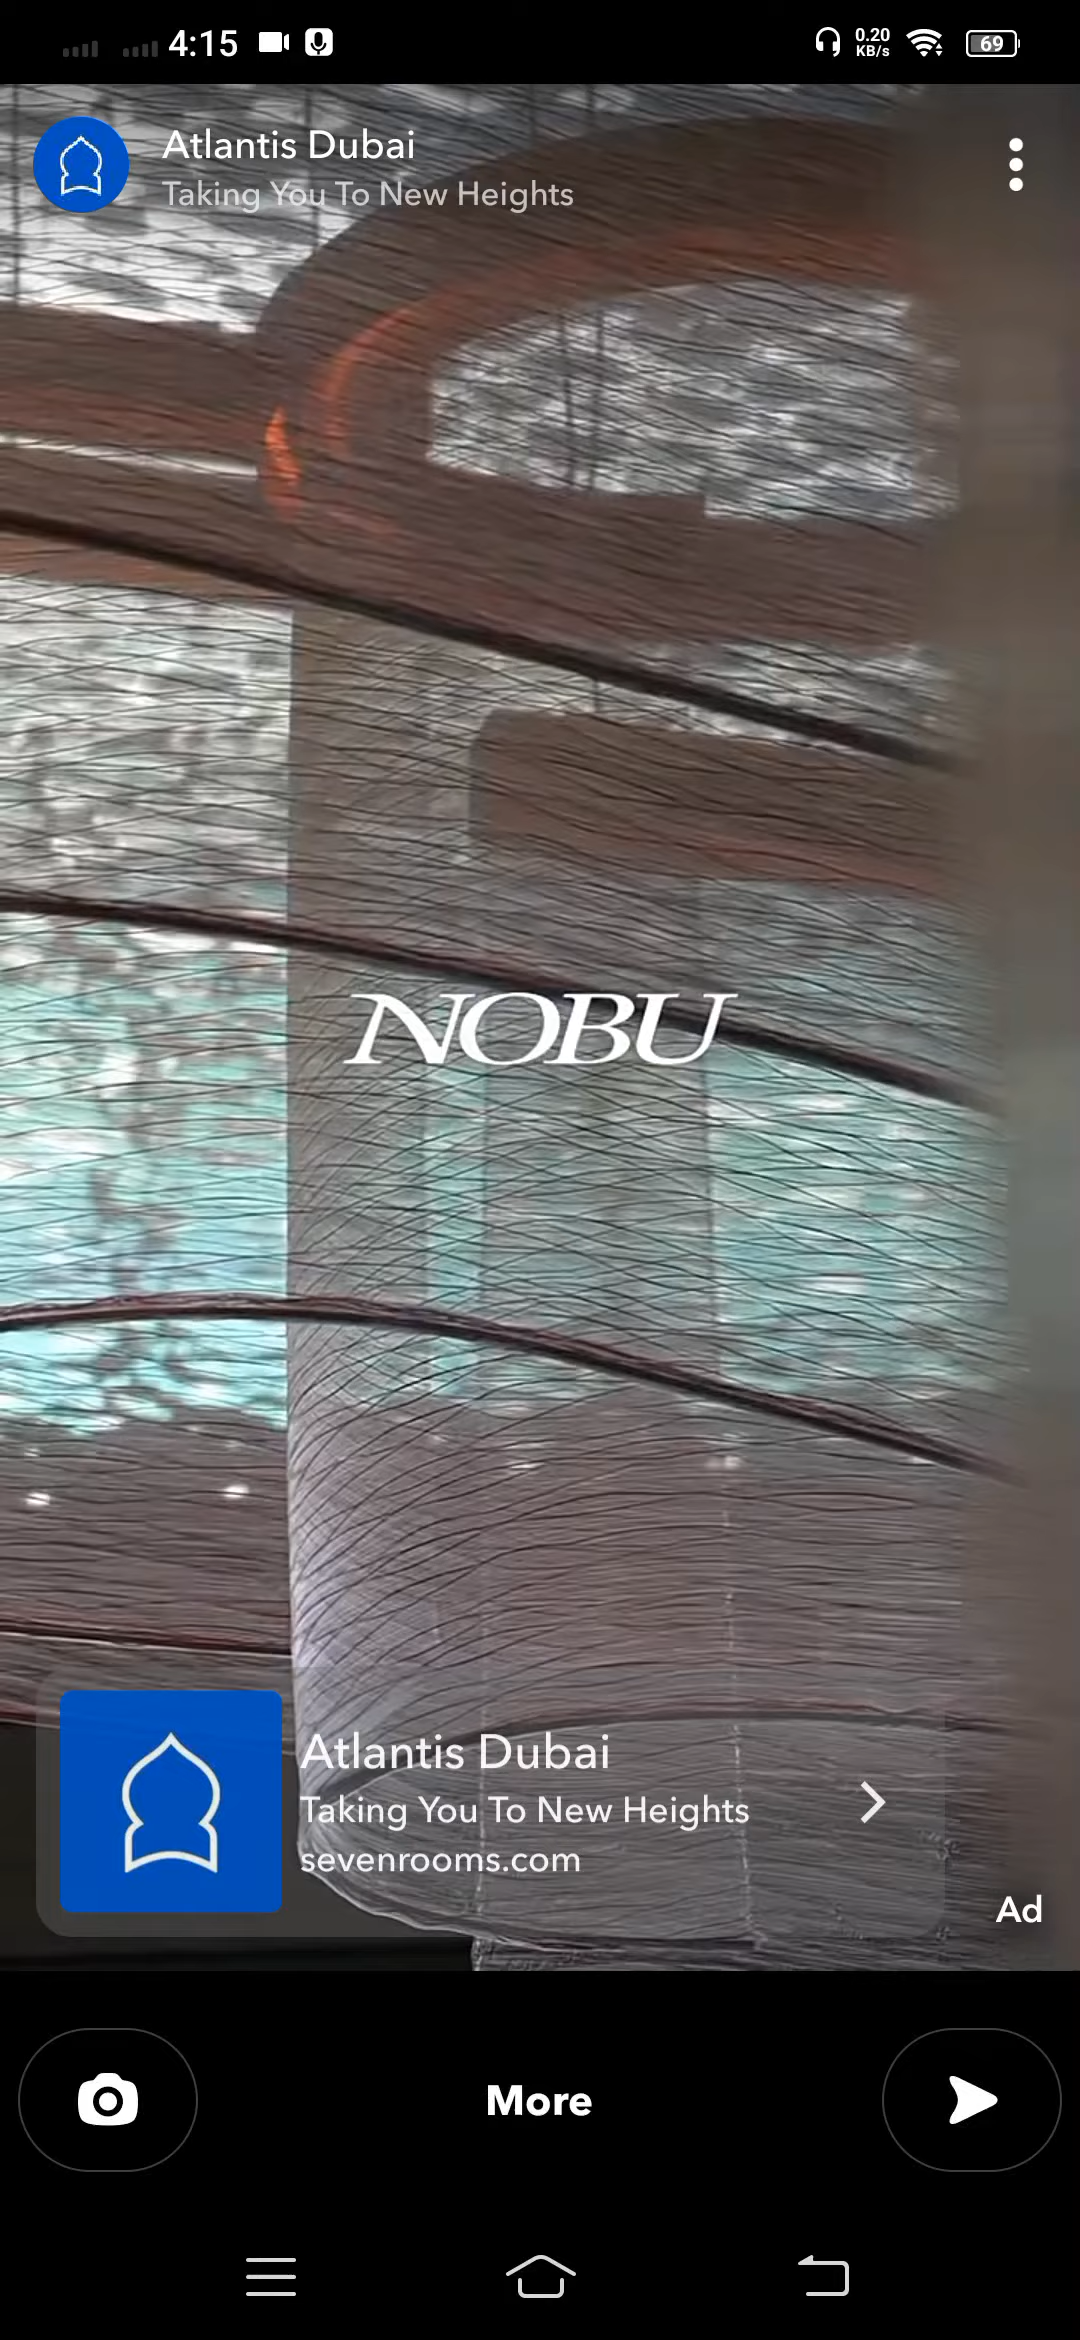 4:15
0.20
KB/s
69
Atlantis Dubai
Taking You To New Heights
NOBU
Atlantis Dubai
Taking You To New Heights
sevenrooms.com
Ad
More